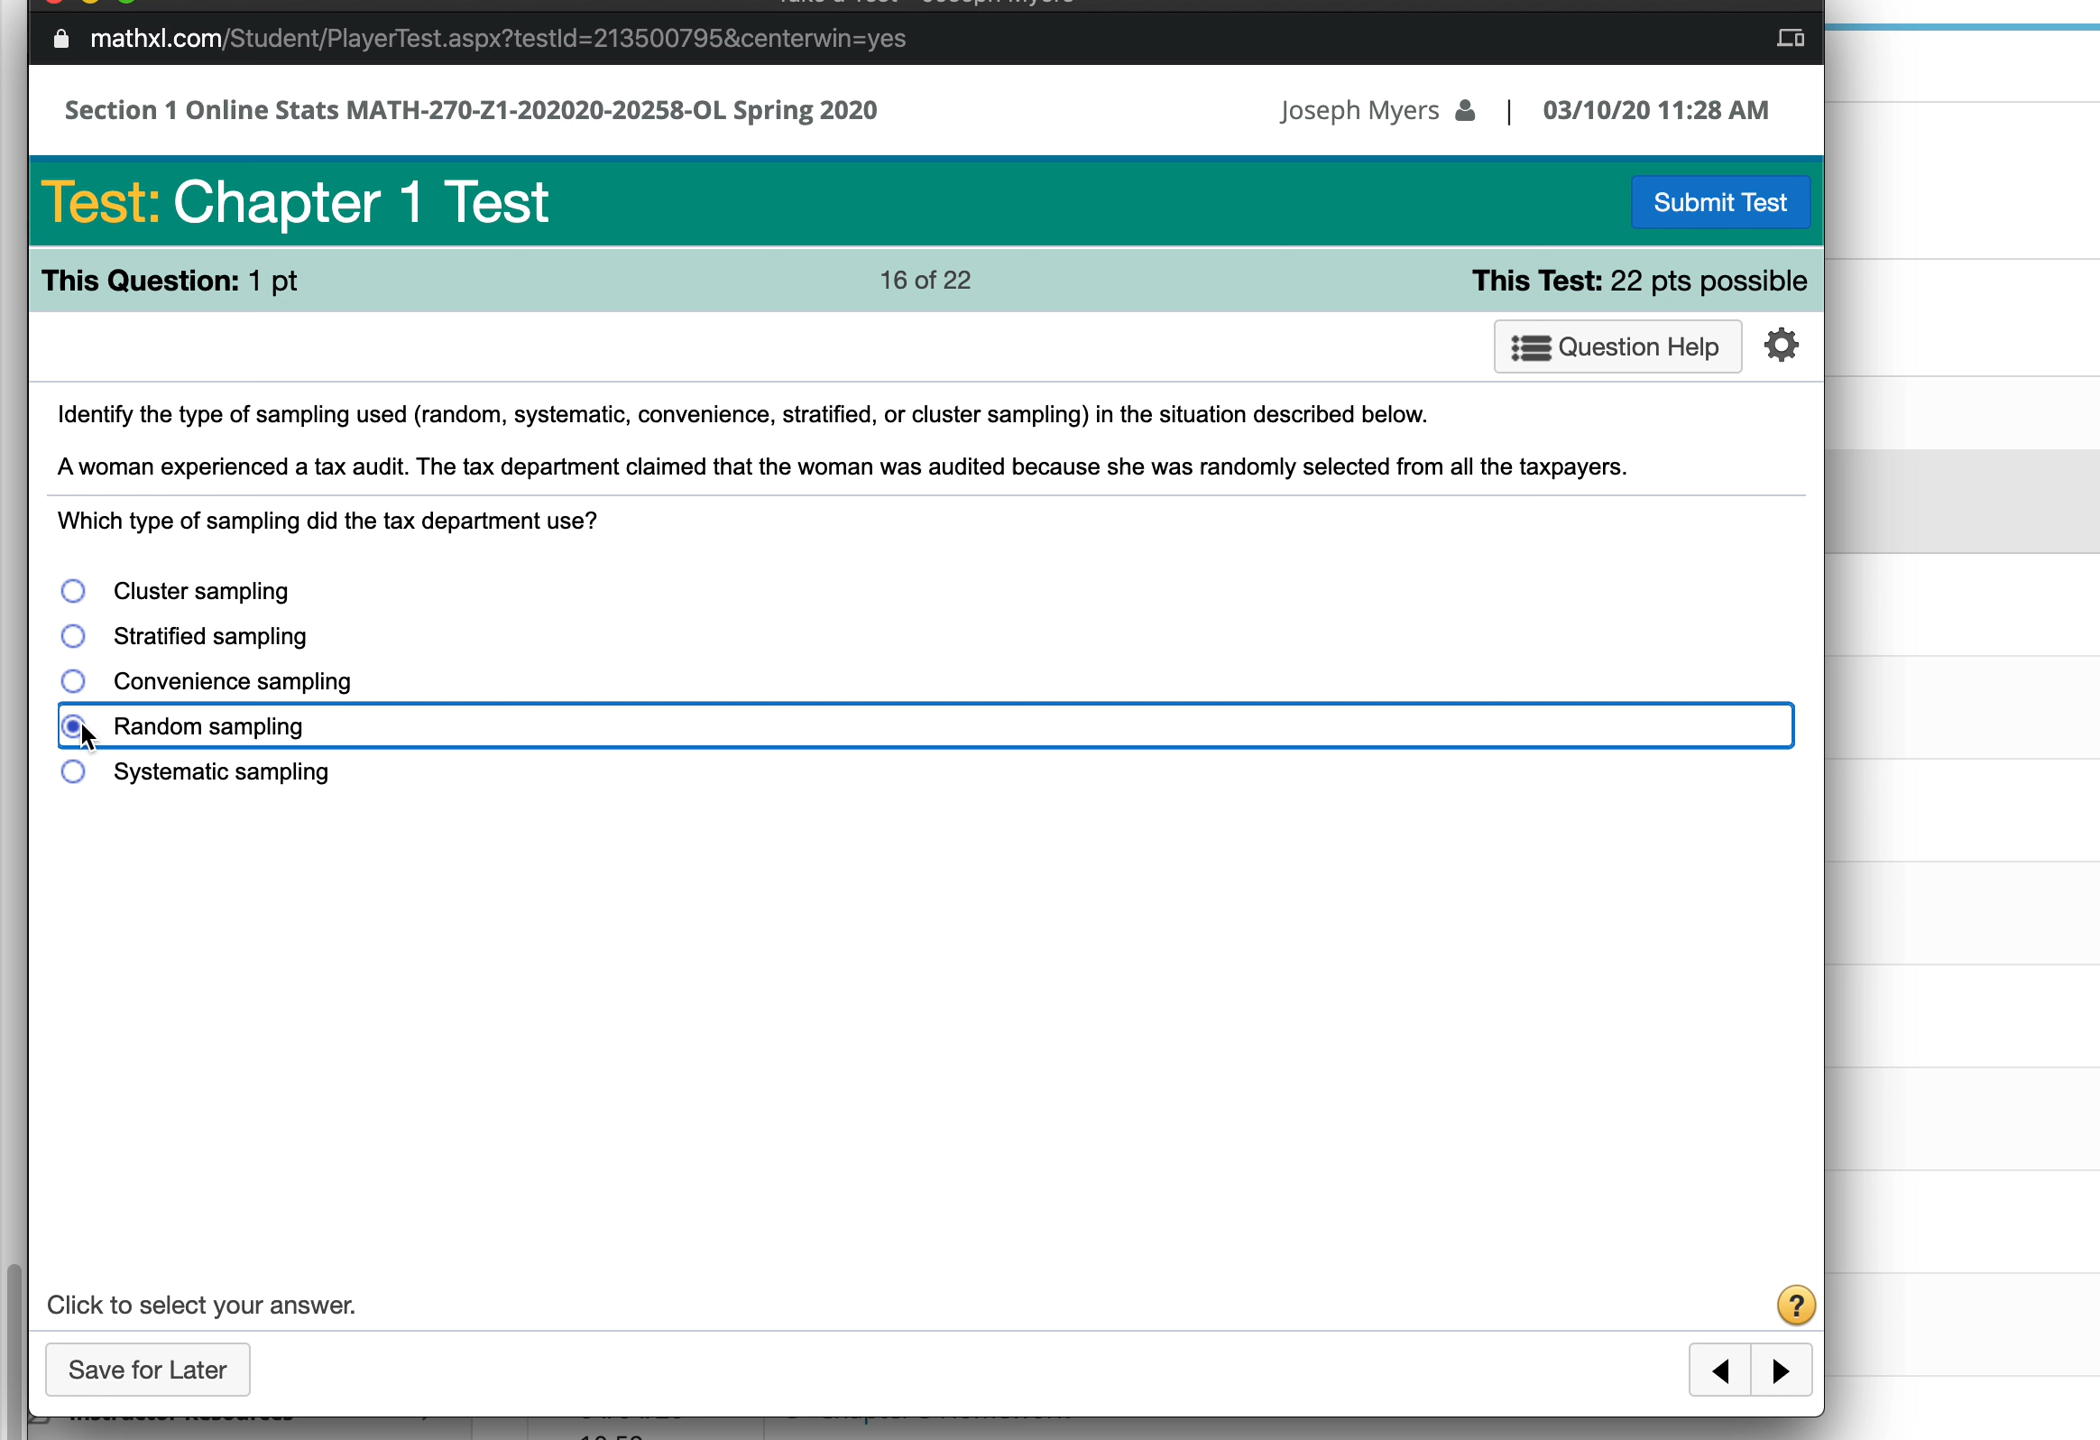 mathxl.com/Student/PlayerTest.aspx?testId=213500795&centerwin=yes
Section 1 Online Stats MATH-270-Z1-202020-20258-OL Spring 2020
Joseph Myers | 03/10/20 11:28 AM
Test: Chapter 1 Test
Submit Test
This Question: 1 pt
16 of 22
This Test: 22 pts possible
Question Help
Identify the type of sampling used (random, systematic, convenience, stratified, or cluster sampling) in the situation described below.
A woman experienced a tax audit. The tax department claimed that the woman was audited because she was randomly selected from all the taxpayers.
Which type of sampling did the tax department use?
Cluster sampling
Stratified sampling
Convenience sampling
Random sampling
Systematic sampling
Click to select your answer.
?
Save for Later